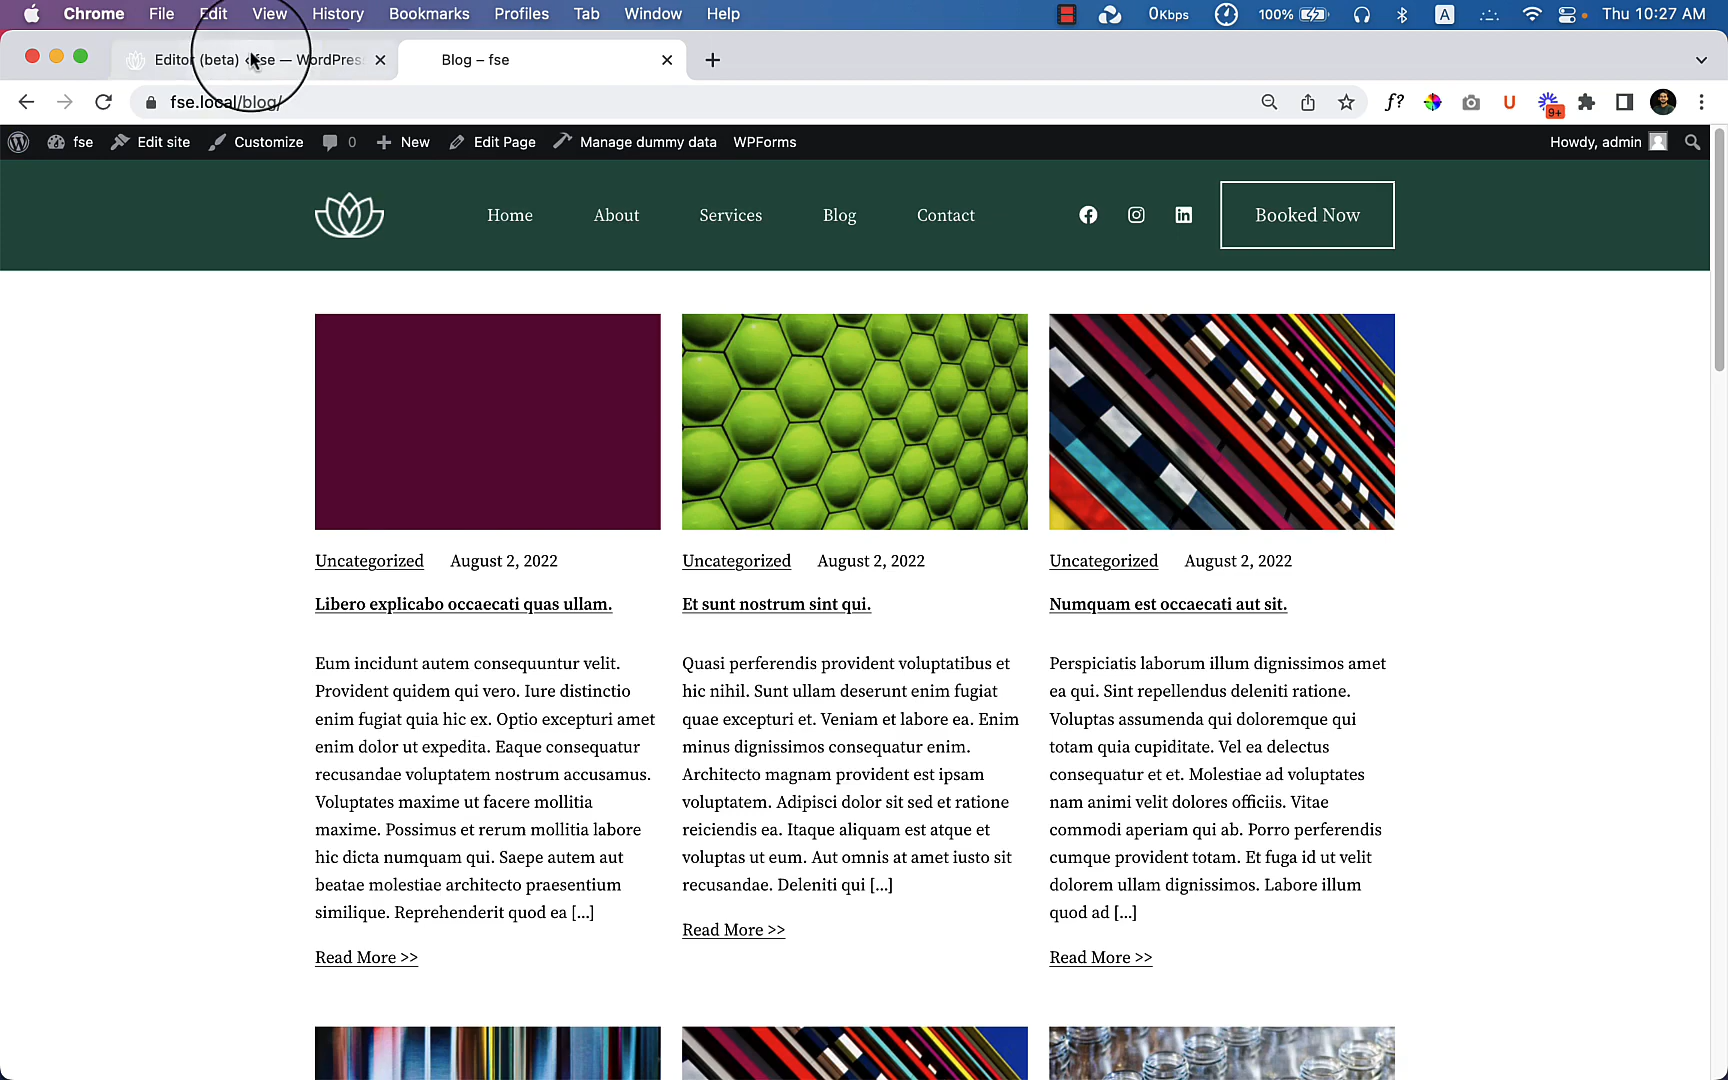 Chrome File Edit View History Bookmarks Profiles Tab Window Help 0Kbps 100% A Thu 10:27 AM
Editor (beta) ‹ fse — WordPres Blog – fse
fse.local/blog/ f? U 9+
fse Edit site Customize 0 New Edit Page Manage dummy data WPForms Howdy, admin
Home About Services Blog Contact Booked Now
Uncategorized August 2, 2022
Libero explicabo occaecati quas ullam.
Eum incidunt autem consequuntur velit.
Provident quidem qui vero. Iure distinctio
enim fugiat quia hic ex. Optio excepturi amet
enim dolor ut expedita. Eaque consequatur
recusandae voluptatem nostrum accusamus.
Voluptates maxime ut facere mollitia
maxime. Possimus et rerum mollitia labore
hic dicta numquam qui. Saepe autem aut
beatae molestiae architecto praesentium
similique. Reprehenderit quod ea [...]
Read More >>
Uncategorized August 2, 2022
Et sunt nostrum sint qui.
Quasi perferendis provident voluptatibus et
hic nihil. Sunt ullam deserunt enim fugiat
quae excepturi et. Veniam et labore ea. Enim
minus dignissimos consequatur enim.
Architecto magnam provident est ipsam
voluptatem. Adipisci dolor sit sed et ratione
reiciendis ea. Itaque aliquam est atque et
voluptas ut eum. Aut omnis at amet iusto sit
recusandae. Deleniti qui [...]
Read More >>
Uncategorized August 2, 2022
Numquam est occaecati aut sit.
Perspiciatis laborum illum dignissimos amet
ea qui. Sint repellendus deleniti ratione.
Voluptas assumenda qui doloremque qui
totam quia cupiditate. Vel ea delectus
consequatur et et. Molestiae ad voluptates
nam animi velit dolores officiis. Vitae
commodi aperiam qui ab. Porro perferendis
cumque provident totam. Et fuga id ut velit
dolorem ullam dignissimos. Labore illum
quod ad [...]
Read More >>